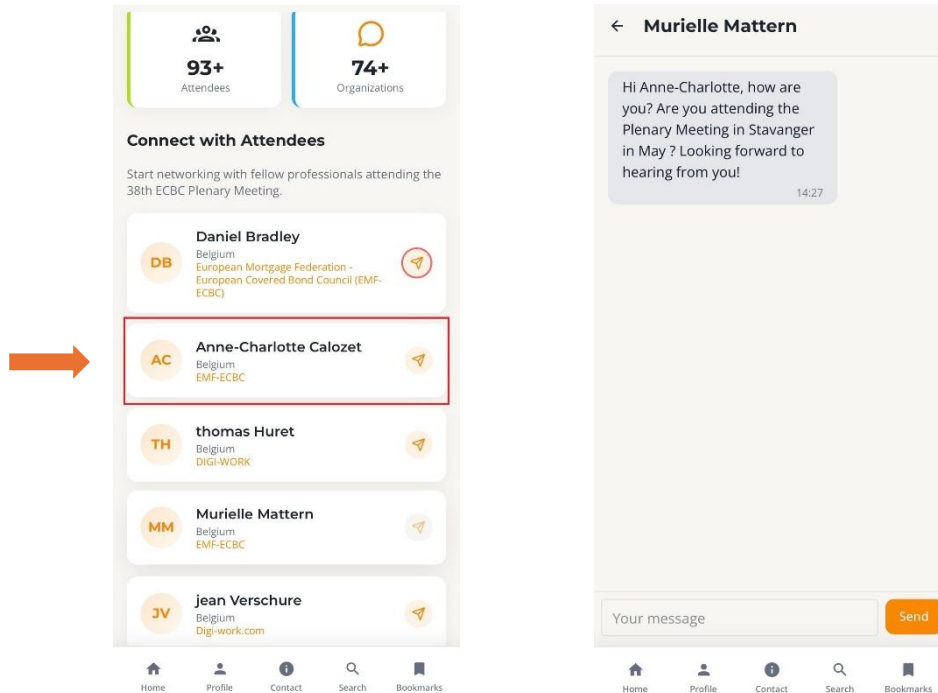 93+
Attendees
74+
Organizations
Connect with Attendees
Start networking with fellow professionals attending the
38th ECBC Plenary Meeting.
DB
Daniel Bradley
Belgium
European Mortgage Federation -
European Covered Bond Council (EMF-
ECBC)
AC
Anne-Charlotte Calozet
Belgium
EMF-ECBC
TH
thomas Huret
Belgium
DIGI-WORK
MM
Murielle Mattern
Belgium
EMF-ECBC
JV
jean Verschure
Belgium
Digi-work.com
Home Profile Contact Search Bookmarks
Murielle Mattern
Hi Anne-Charlotte, how are
you? Are you attending the
Plenary Meeting in Stavanger
in May ? Looking forward to
hearing from you!
14:27
Your message
Send
Home Profile Contact Search Bookmarks